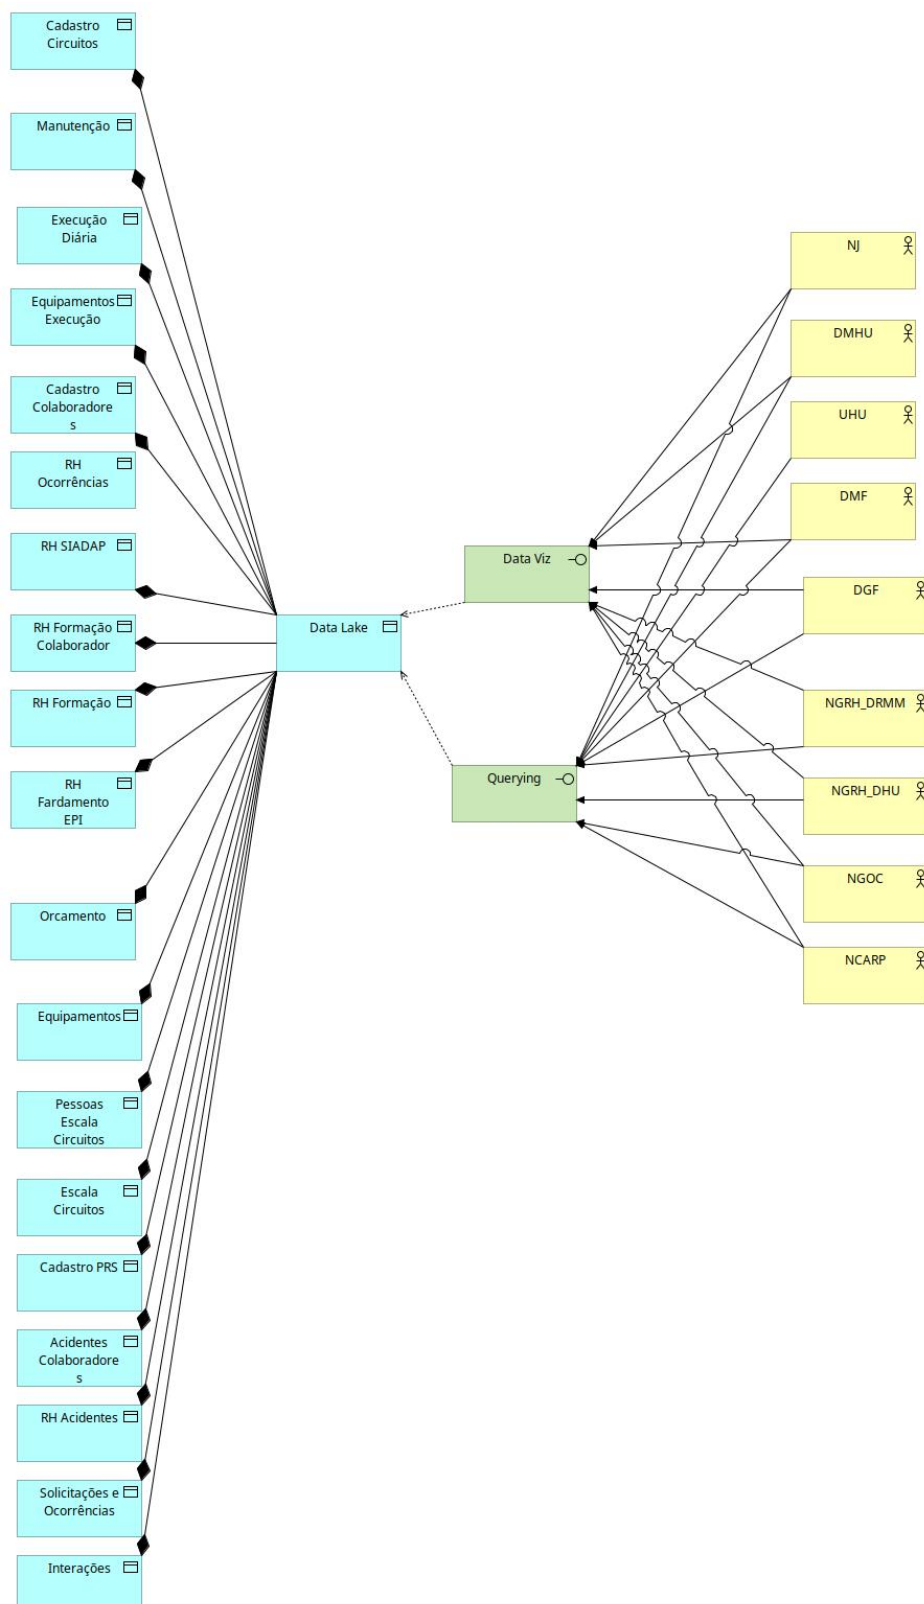 Cadastro
Circuitos
Manutenção
Execução
Diária
Equipamentos
Execução
Cadastro
Colaboradore
s
RH
Ocorrências
RH SIADAP
RH Formação
Colaborador
RH Formação
RH
Fardamento
EPI
Orcamento
Equipamentos
Pessoas
Escala
Circuitos
Escala
Circuitos
Cadastro PRS
Acidentes
Colaboradore
s
RH Acidentes
Solicitações e
Ocorrências
Interações
Data Lake
Data Viz
Querying
NJ
DMHU
UHU
DMF
DGF
NGRH_DRMM
NGRH_DHU
NGOC
NCARP